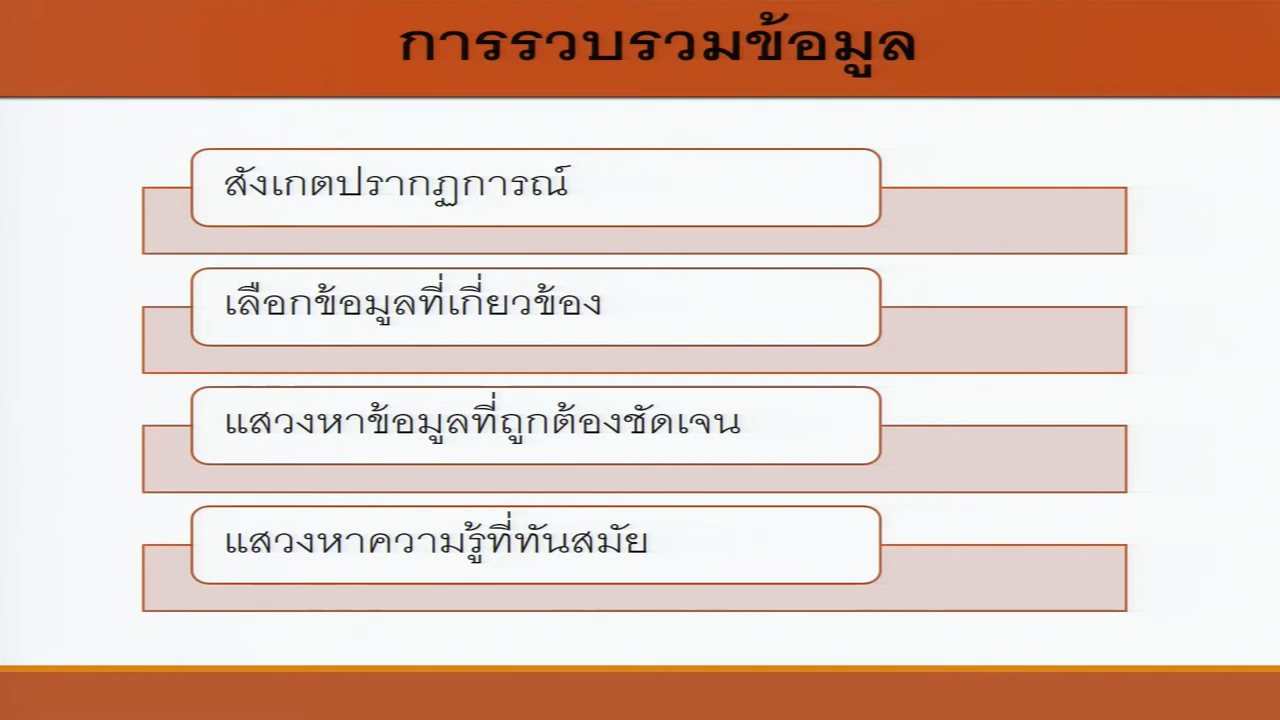 การรวบรวมข้อมูล
สังเกตปรากฏการณ์
เลือกข้อมูลที่เกี่ยวข้อง
แสวงหาข้อมูลที่ถูกต้องชัดเจน
แสวงหาความรู้ที่ทันสมัย